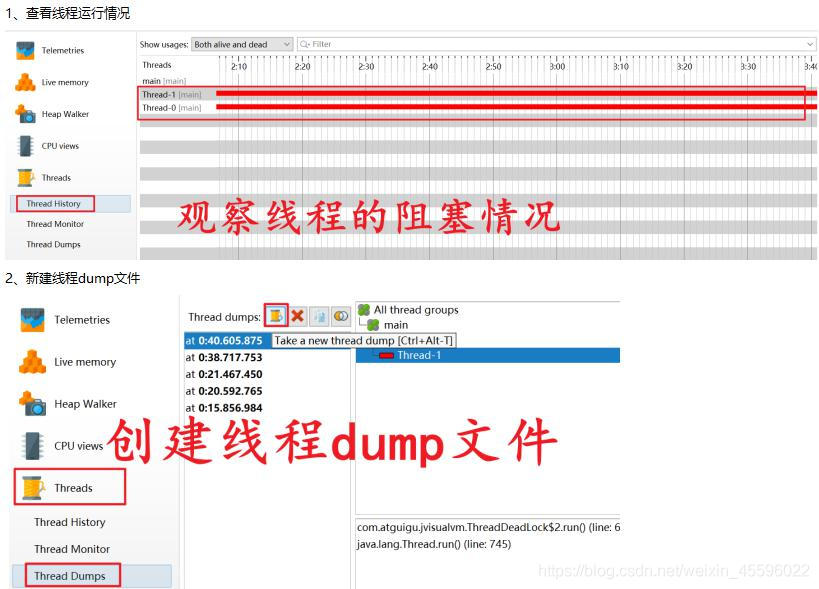 1、查看线程运行情况
Telemetries
Live memory
Heap Walker
CPU views
Threads
Thread History
Thread Monitor
Thread Dumps
Show usages: Both alive and dead Filter
Threads 2:10 2:20 2:30 2:40 2:50 3:00 3:10 3:20 3:30 3:40
main [main]
Thread-1 [main]
Thread-0 [main]
观察线程的阻塞情况
2、新建线程dump文件
Telemetries
Live memory
Heap Walker
CPU views
Threads
Thread History
Thread Monitor
Thread Dumps
Thread dumps:
at 0:40.605.875
at 0:38.717.753
at 0:21.467.450
at 0:20.592.765
at 0:15.856.984
Take a new thread dump [Ctrl+Alt-T]
All thread groups
main
Thread-1
创建线程dump文件
com.atguigu.jvisualvm.ThreadDeadLock$2.run() (line: 6
java.lang.Thread.run() (line: 745)
https://blog.csdn.net/weixin_45596022